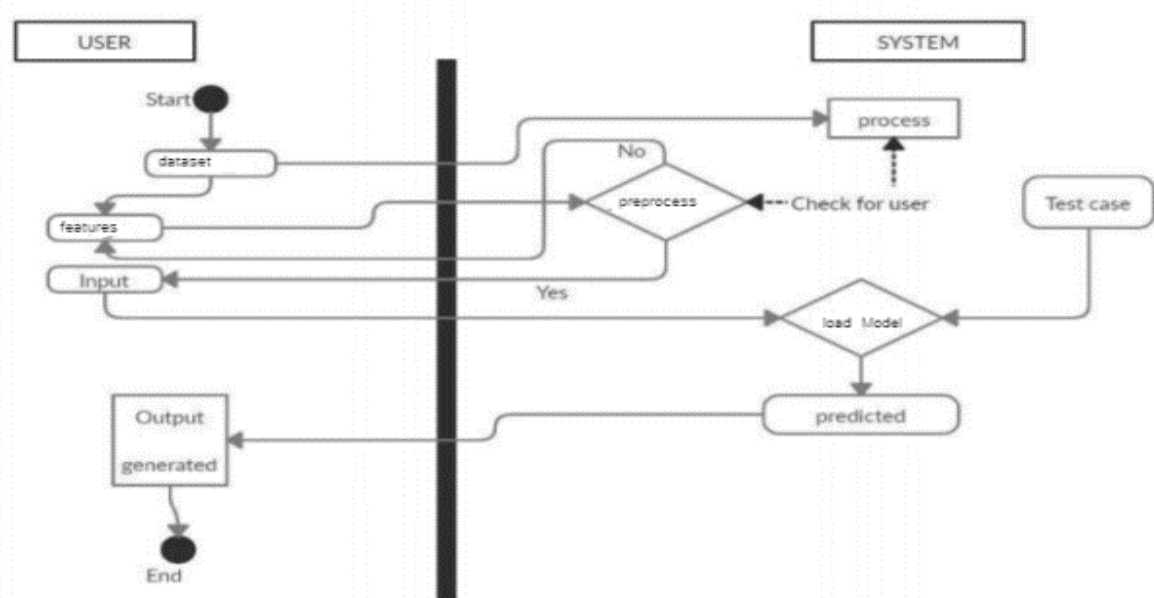 USER
SYSTEM
Start
process
dataset
No
preprocess
Check for user
Test case
features
Input
Yes
load Model
Output
generated
predicted
End